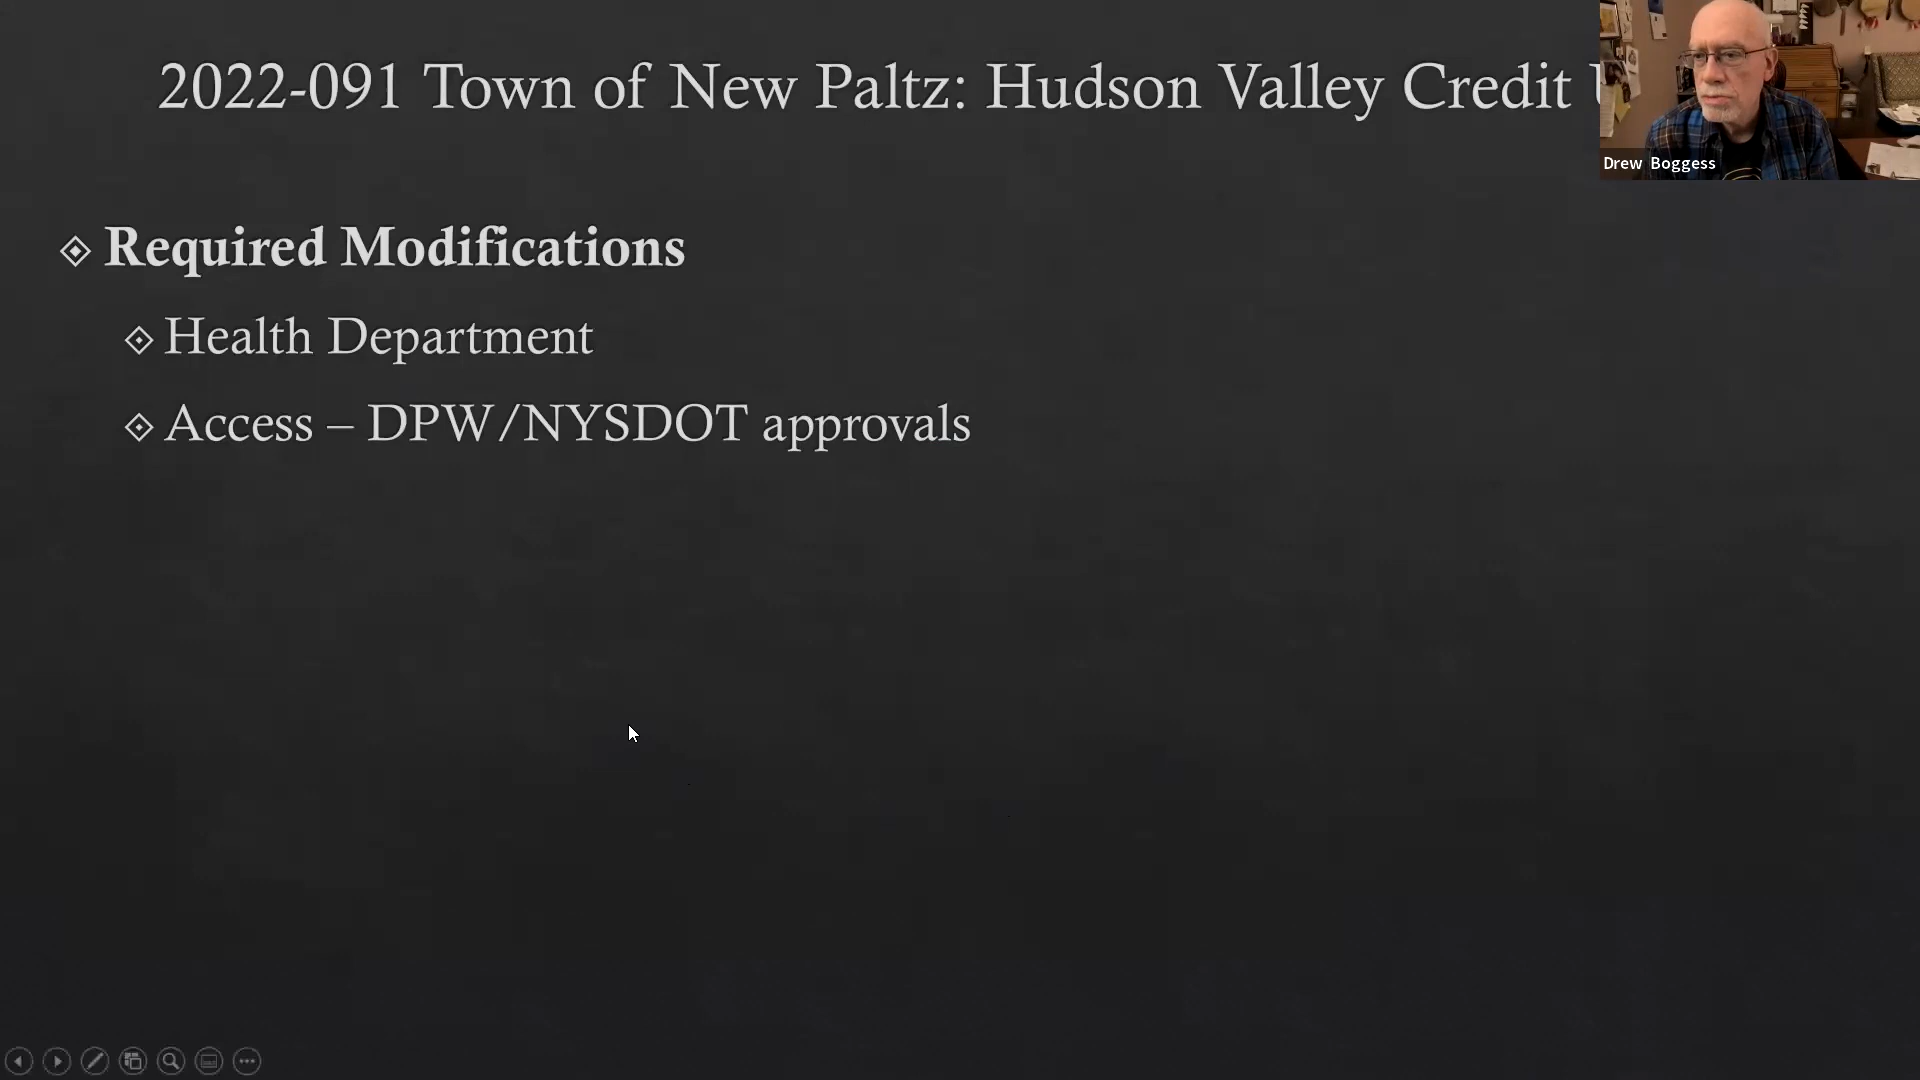 2022-091 Town of New Paltz: Hudson Valley Credit
Drew Boggess
Required Modifications
Health Department
Access – DPW/NYSDOT approvals